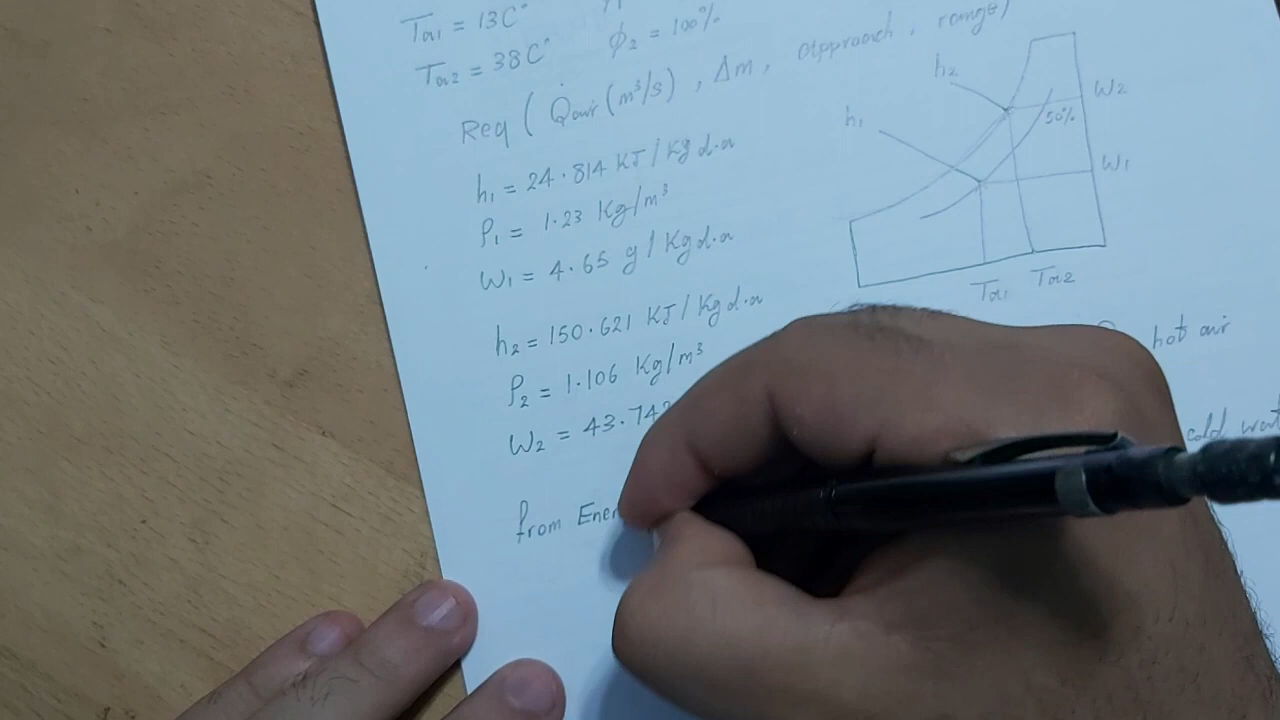 Ta1 = 13C°
Ta2 = 38C°
ϕ2 = 100%
Req ( Q̇air (m³/s) , Δm , approach , range)
h1 = 24.814 KJ/Kg d.a
ρ1 = 1.23 Kg/m³
W1 = 4.65 g/Kg d.a
h2 = 150.621 KJ/Kg d.a
ρ2 = 1.106 Kg/m³
W2 = 43.742
from Ener
h2
h1
W2
50%
W1
Ta1
Ta2
hot air
cold